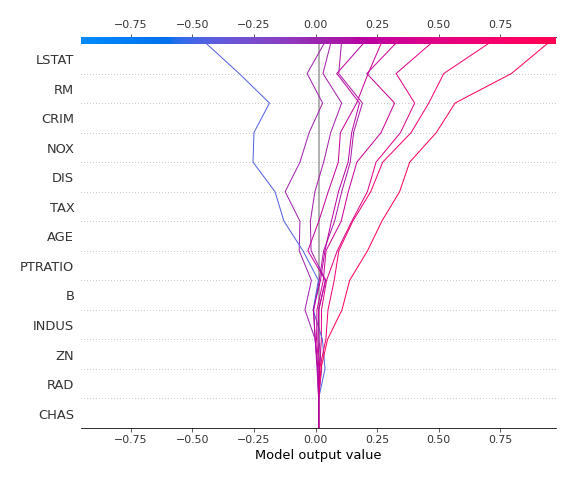 −0.75 −0.50 −0.25 0.00 0.25 0.50 0.75
LSTAT
RM
CRIM
NOX
DIS
TAX
AGE
PTRATIO
B
INDUS
ZN
RAD
CHAS
−0.75 −0.50 −0.25 0.00 0.25 0.50 0.75
Model output value